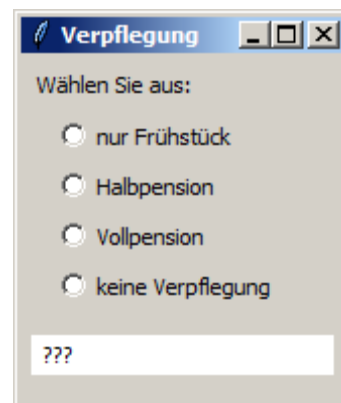 Verpflegung
Wählen Sie aus:
nur Frühstück
Halbpension
Vollpension
keine Verpflegung
???